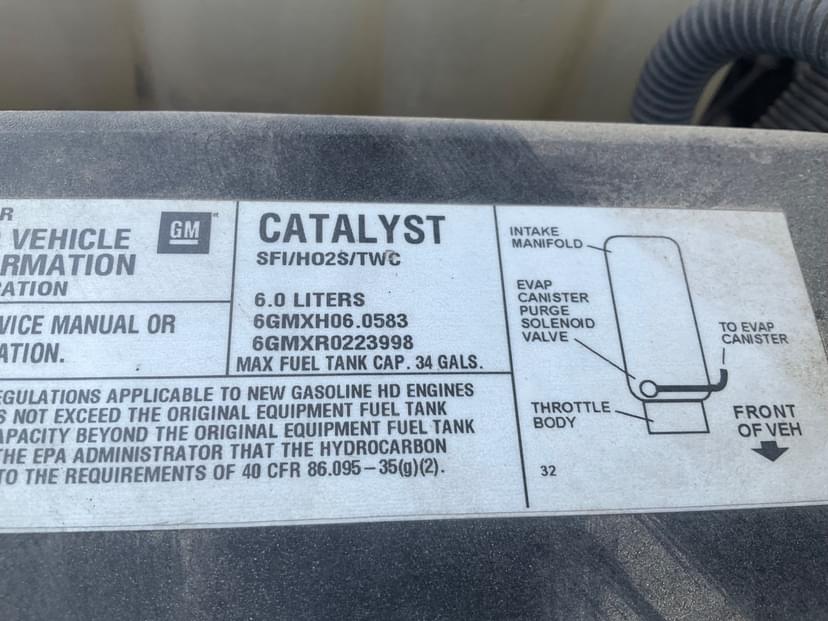 R
VEHICLE
GM
RMATION
RATION
VICE MANUAL OR
ATION.
CATALYST
SFI/HO2S/TWC
6.0 LITERS
6GMXH06.0583
6GMXR0223998
MAX FUEL TANK CAP. 34 GALS.
EGULATIONS APPLICABLE TO NEW GASOLINE HD ENGINES
S NOT EXCEED THE ORIGINAL EQUIPMENT FUEL TANK
CAPACITY BEYOND THE ORIGINAL EQUIPMENT FUEL TANK
THE EPA ADMINISTRATOR THAT THE HYDROCARBON
TO THE REQUIREMENTS OF 40 CFR 86.095-35(g)(2).
INTAKE
MANIFOLD
EVAP
CANISTER
PURGE
SOLENOID
VALVE
TO EVAP
CANISTER
THROTTLE
BODY
FRONT
OF VEH
32